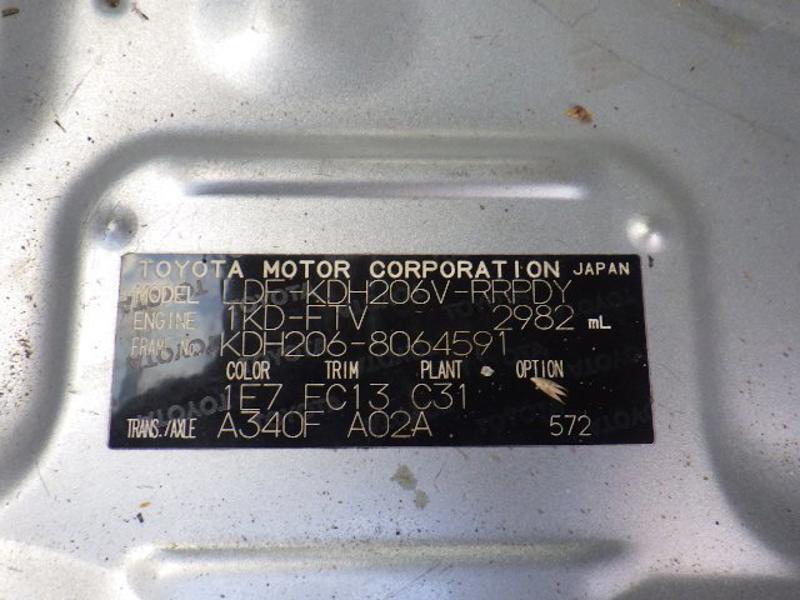 TOYOTA MOTOR CORPORATION JAPAN
MODEL LDF-KDH206V-RRPDY
ENGINE 1KD-FTV 2982 mL
FRAME No. KDH206-8064591
COLOR TRIM PLANT OPTION
1E7 FC13 C31
TRANS./AXLE A340F A02A 572